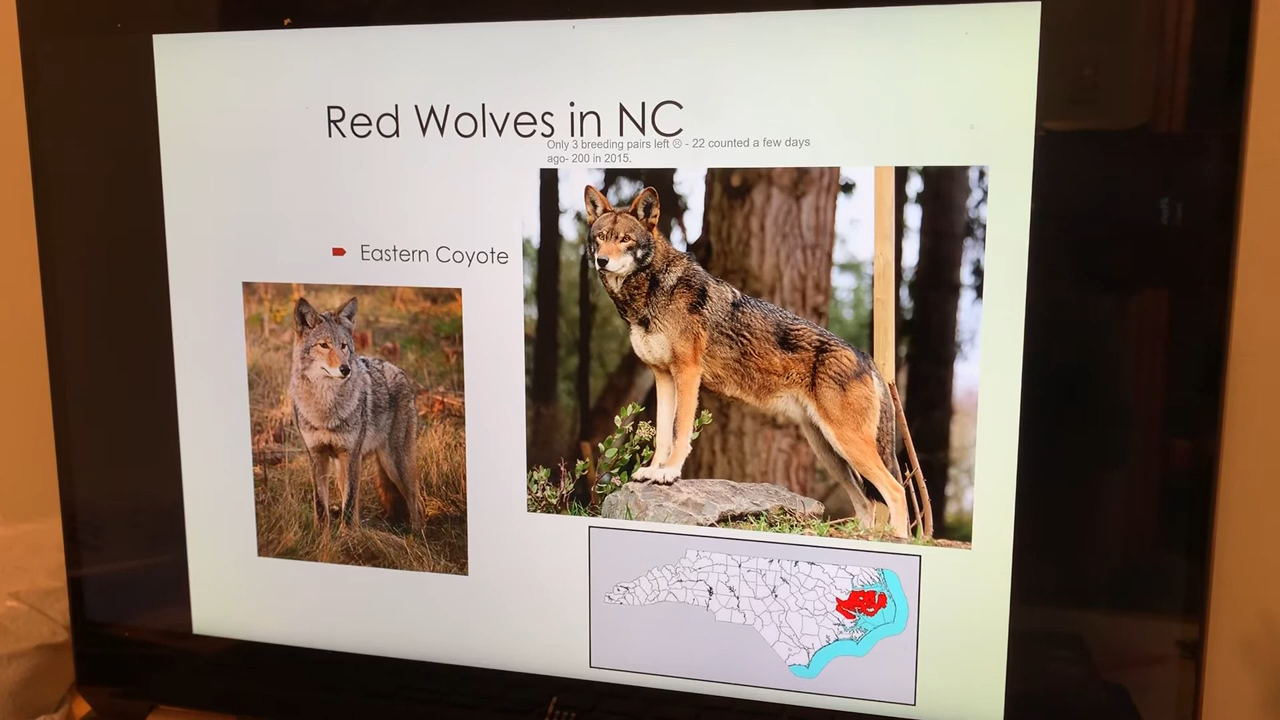 Red Wolves in NC
Only 3 breeding pairs left ☹ - 22 counted a few days
ago- 200 in 2015.
Eastern Coyote